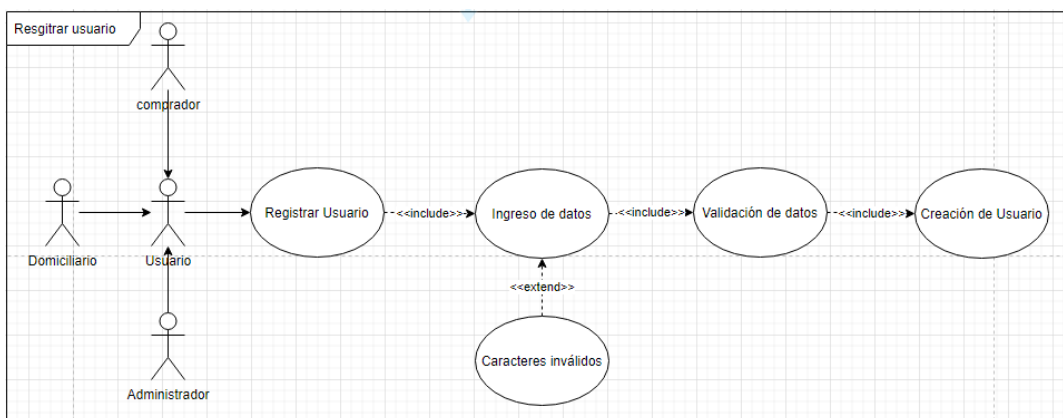 Resgitrar usuario
comprador
Domiciliario
Usuario
Administrador
Registrar Usuario
<<include>>
Ingreso de datos
<<include>>
Validación de datos
<<include>>
Creación de Usuario
<<extend>>
Caracteres inválidos